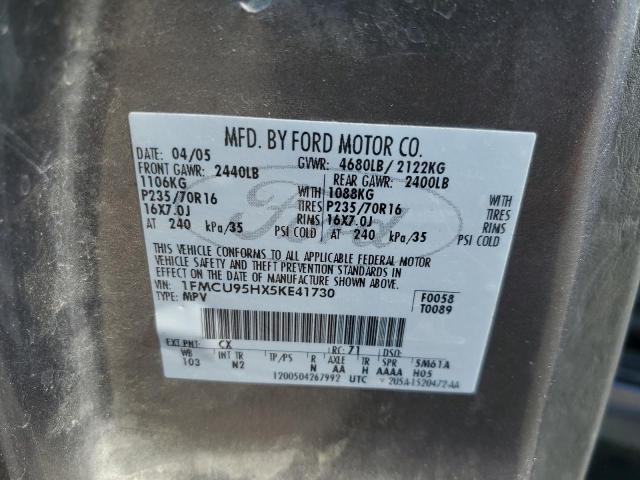 MFD. BY FORD MOTOR CO.
DATE: 04/05 GVWR: 4680LB/ 2122KG
FRONT GAWR: 2440LB REAR GAWR: 2400LB
1106KG WITH 1088KG WITH
P235/70R16 TIRES P235/70R16 TIRES
16X7.0J RIMS 16X7.0J RIMS
AT 240 kPa/35 PSI COLD AT 240 kPa/35 PSI COLD
THIS VEHICLE CONFORMS TO ALL APPLICABLE FEDERAL MOTOR
VEHICLE SAFETY AND THEFT PREVENTION STANDARDS IN
EFFECT ON THE DATE OF MANUFACTURE SHOWN ABOVE.
VIN: 1FMCU95HX5KE41730 F0058
TYPE: MPV T0089
EXT PNT: CX RC: 71 DSO:
WB INT TR TP/PS R AXLE TR SPR 5M61A
103 N2 N AA H AAAA H05
1200504267992 UTC 2U5A-1520472-AA
Ford